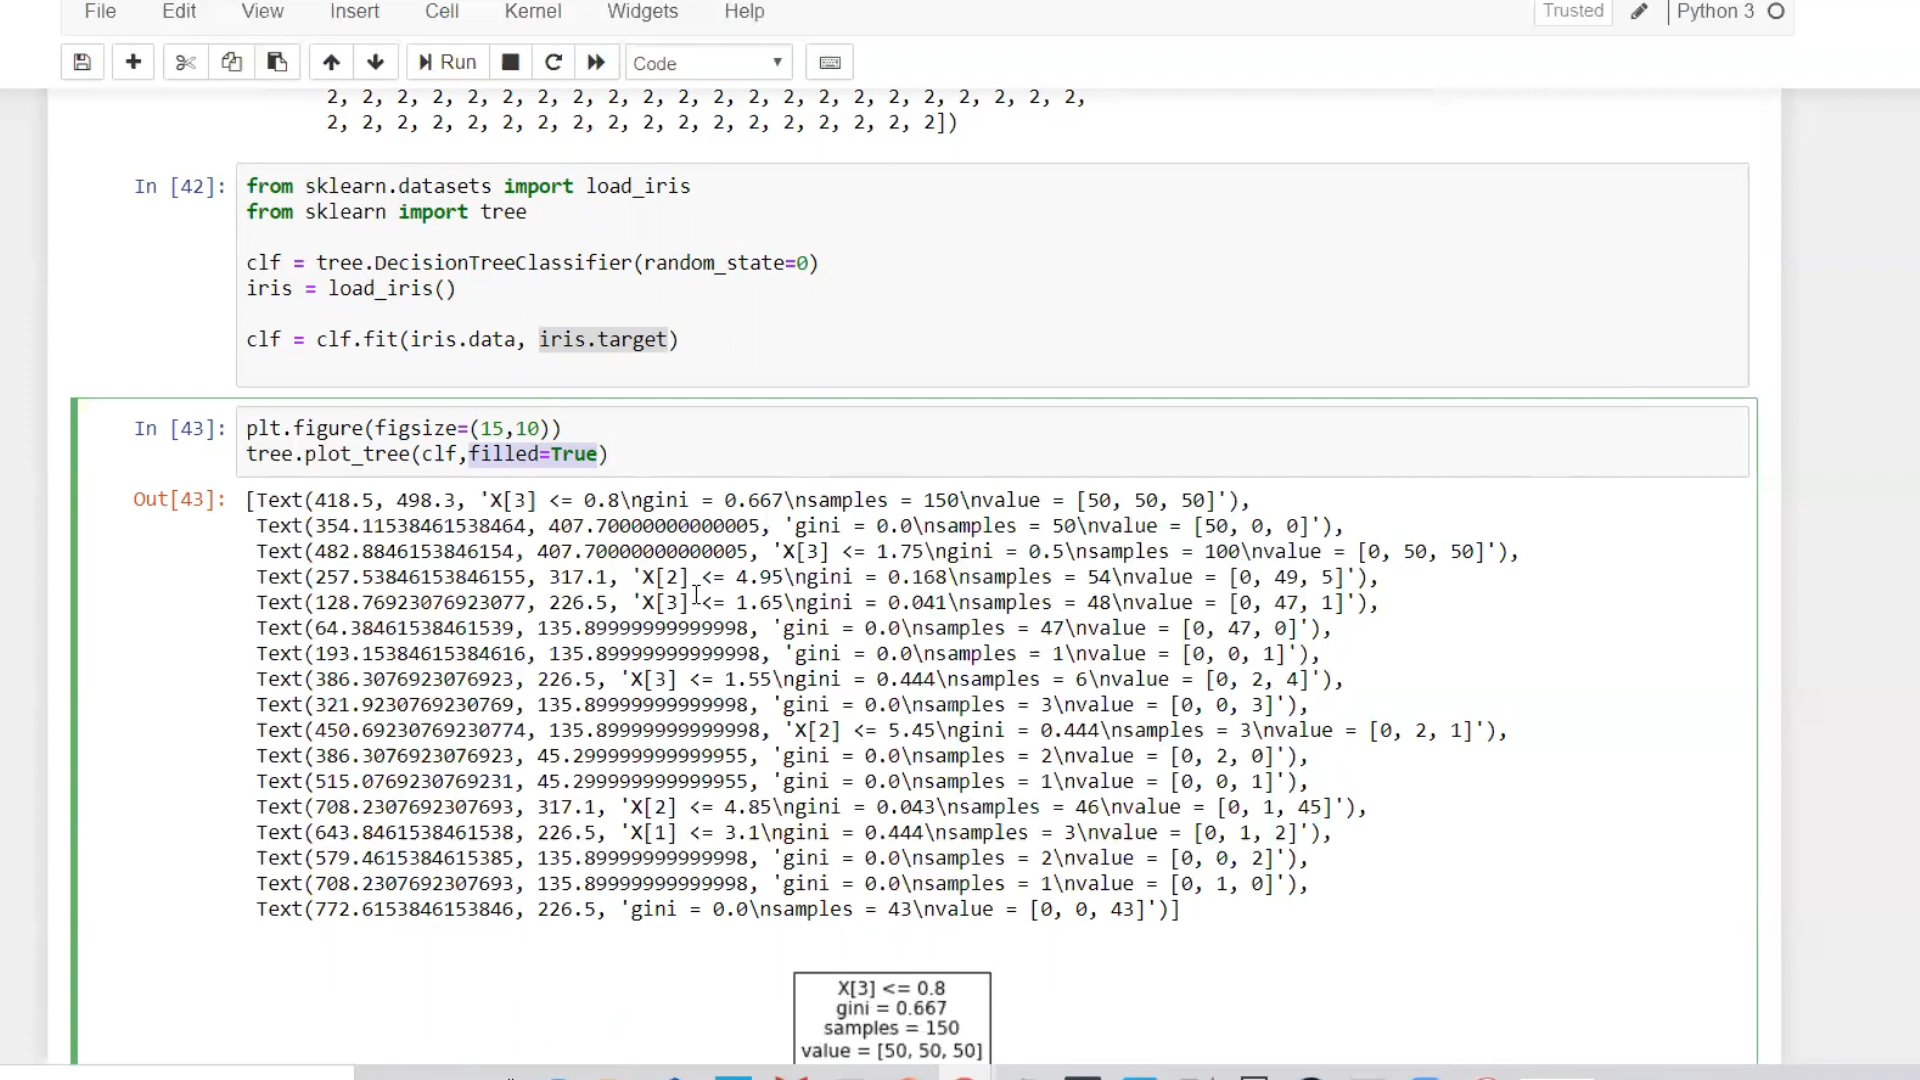 File Edit View Insert Cell Kernel Widgets Help Trusted Python 3
Run Code
2, 2, 2, 2, 2, 2, 2, 2, 2, 2, 2, 2, 2, 2, 2, 2, 2, 2, 2, 2, 2, 2,
2, 2, 2, 2, 2, 2, 2, 2, 2, 2, 2, 2, 2, 2, 2, 2, 2, 2])
In [42]: from sklearn.datasets import load_iris
from sklearn import tree
clf = tree.DecisionTreeClassifier(random_state=0)
iris = load_iris()
clf = clf.fit(iris.data, iris.target)
In [43]: plt.figure(figsize=(15,10))
tree.plot_tree(clf,filled=True)
Out[43]: [Text(418.5, 498.3, 'X[3] <= 0.8\ngini = 0.667\nsamples = 150\nvalue = [50, 50, 50]'),
Text(354.11538461538464, 407.70000000000005, 'gini = 0.0\nsamples = 50\nvalue = [50, 0, 0]'),
Text(482.8846153846154, 407.70000000000005, 'X[3] <= 1.75\ngini = 0.5\nsamples = 100\nvalue = [0, 50, 50]'),
Text(257.53846153846155, 317.1, 'X[2] <= 4.95\ngini = 0.168\nsamples = 54\nvalue = [0, 49, 5]'),
Text(128.76923076923077, 226.5, 'X[3] <= 1.65\ngini = 0.041\nsamples = 48\nvalue = [0, 47, 1]'),
Text(64.38461538461539, 135.89999999999998, 'gini = 0.0\nsamples = 47\nvalue = [0, 47, 0]'),
Text(193.15384615384616, 135.89999999999998, 'gini = 0.0\nsamples = 1\nvalue = [0, 0, 1]'),
Text(386.3076923076923, 226.5, 'X[3] <= 1.55\ngini = 0.444\nsamples = 6\nvalue = [0, 2, 4]'),
Text(321.9230769230769, 135.89999999999998, 'gini = 0.0\nsamples = 3\nvalue = [0, 0, 3]'),
Text(450.69230769230774, 135.89999999999998, 'X[2] <= 5.45\ngini = 0.444\nsamples = 3\nvalue = [0, 2, 1]'),
Text(386.3076923076923, 45.299999999999955, 'gini = 0.0\nsamples = 2\nvalue = [0, 2, 0]'),
Text(515.0769230769231, 45.299999999999955, 'gini = 0.0\nsamples = 1\nvalue = [0, 0, 1]'),
Text(708.2307692307693, 317.1, 'X[2] <= 4.85\ngini = 0.043\nsamples = 46\nvalue = [0, 1, 45]'),
Text(643.8461538461538, 226.5, 'X[1] <= 3.1\ngini = 0.444\nsamples = 3\nvalue = [0, 1, 2]'),
Text(579.4615384615385, 135.89999999999998, 'gini = 0.0\nsamples = 2\nvalue = [0, 0, 2]'),
Text(708.2307692307693, 135.89999999999998, 'gini = 0.0\nsamples = 1\nvalue = [0, 1, 0]'),
Text(772.6153846153846, 226.5, 'gini = 0.0\nsamples = 43\nvalue = [0, 0, 43]')]
X[3] <= 0.8
gini = 0.667
samples = 150
value = [50, 50, 50]